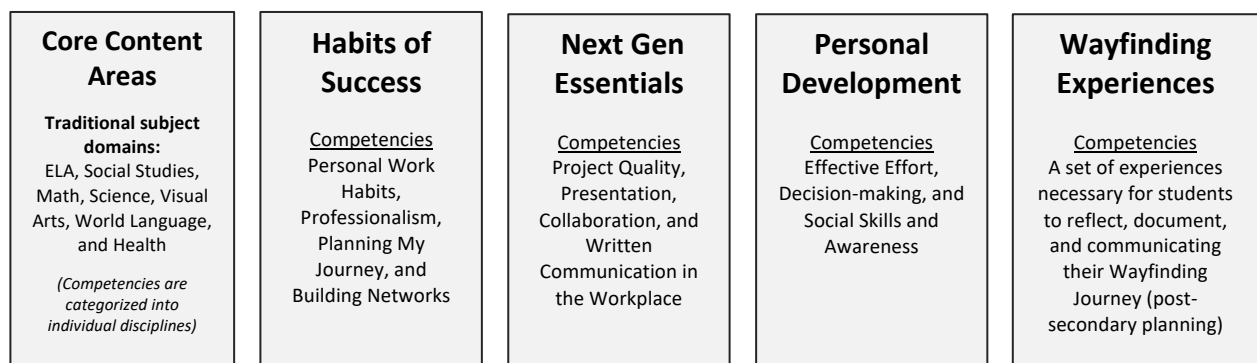 Core Content
Areas
Traditional subject
domains:
ELA, Social Studies,
Math, Science, Visual
Arts, World Language,
and Health
(Competencies are
categorized into
individual disciplines)
Habits of
Success
Competencies
Personal Work
Habits,
Professionalism,
Planning My
Journey, and
Building Networks
Next Gen
Essentials
Competencies
Project Quality,
Presentation,
Collaboration, and
Written
Communication in
the Workplace
Personal
Development
Competencies
Effective Effort,
Decision-making, and
Social Skills and
Awareness
Wayfinding
Experiences
Competencies
A set of experiences
necessary for students
to reflect, document,
and communicating
their Wayfinding
Journey (post-
secondary planning)